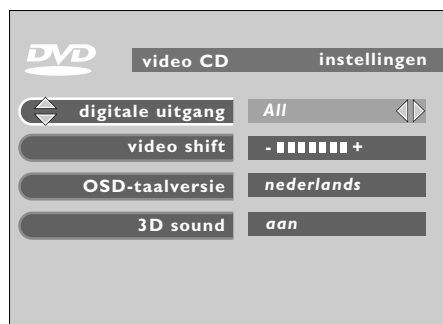 DVD video CD instellingen
digitale uitgang All
video shift - +
OSD-taalversie nederlands
3D sound aan